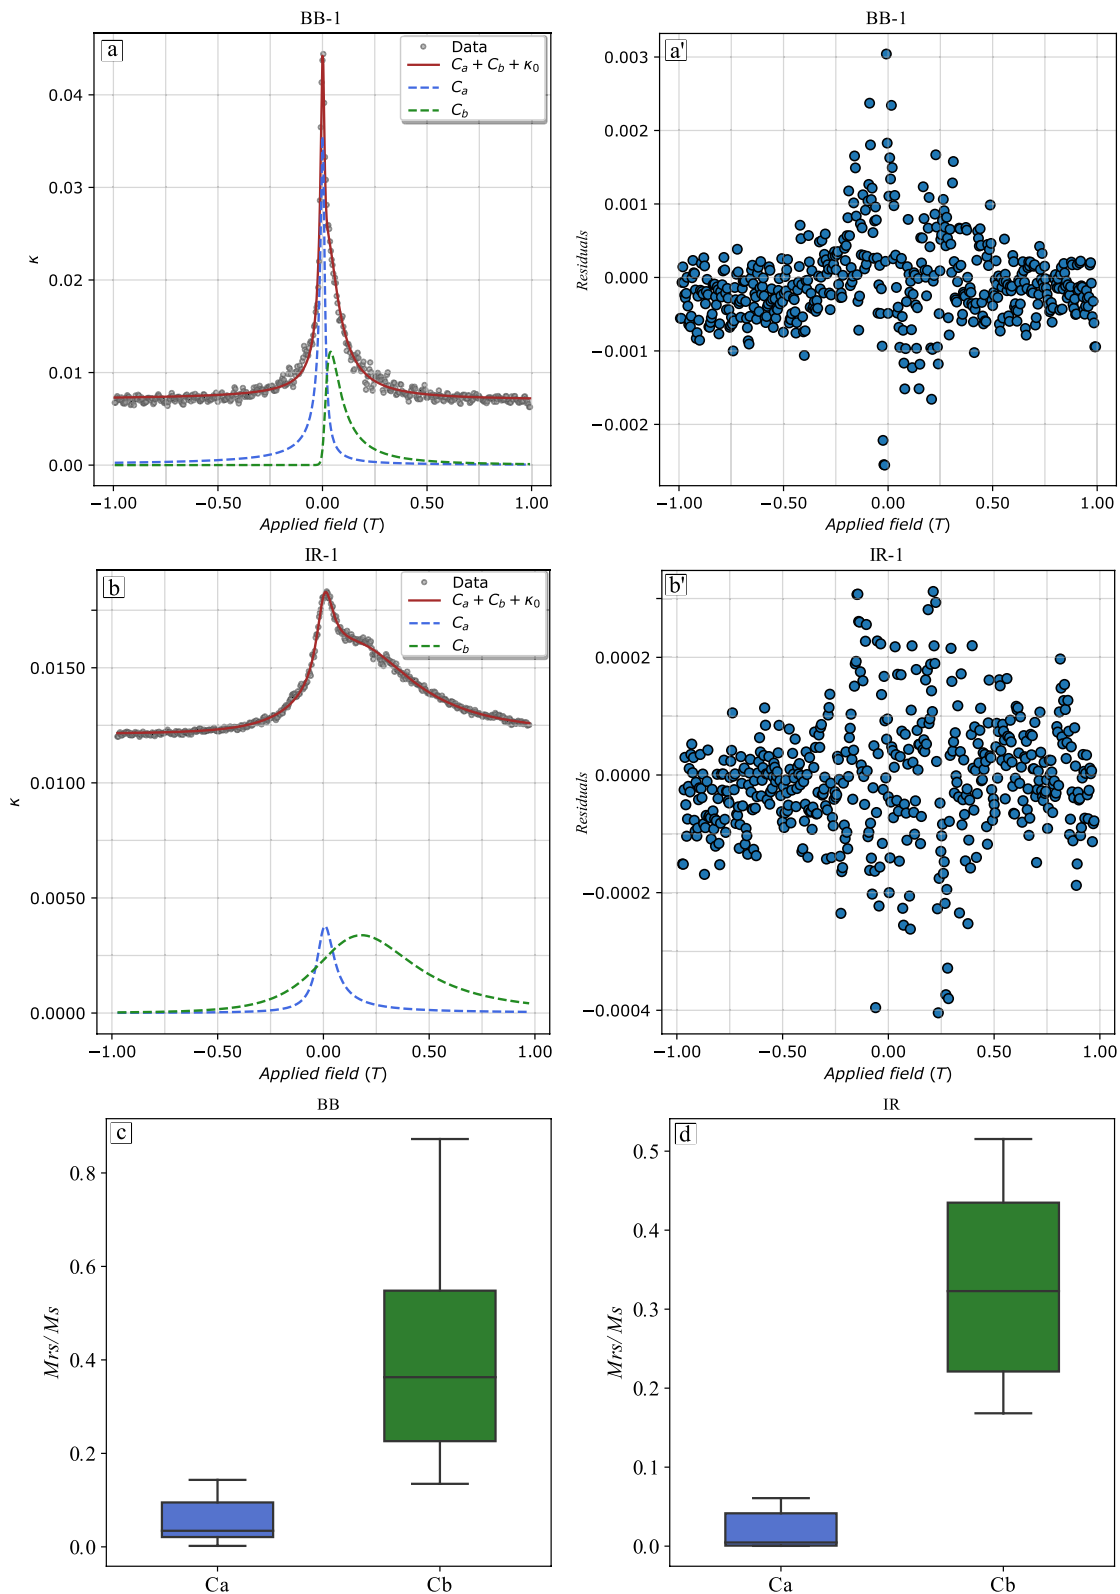 BB-1
a
Data
Cₐ + C_b + κ₀
Cₐ
C_b
κ
0.04
0.03
0.02
0.01
0.00
−1.00 −0.50 0.00 0.50 1.00
Applied field (T)
BB-1
a'
Residuals
0.003
0.002
0.001
0.000
−0.001
−0.002
−1.00 −0.50 0.00 0.50 1.00
Applied field (T)
IR-1
b
Data
Cₐ + C_b + κ₀
Cₐ
C_b
κ
0.0150
0.0100
0.0050
0.0000
−1.00 −0.50 0.00 0.50 1.00
Applied field (T)
IR-1
b'
Residuals
0.0002
0.0000
−0.0002
−0.0004
−1.00 −0.50 0.00 0.50 1.00
Applied field (T)
BB
c
Mrs/ Ms
0.8
0.6
0.4
0.2
0.0
Ca Cb
IR
d
Mrs/ Ms
0.5
0.4
0.3
0.2
0.1
0.0
Ca Cb